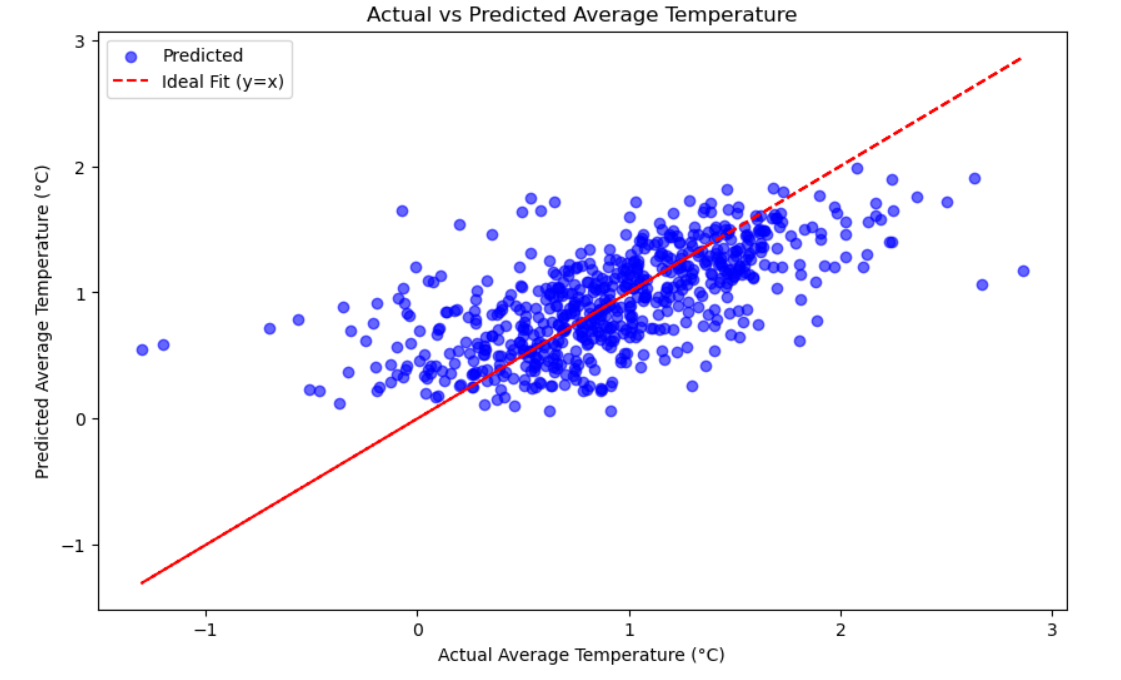 Actual vs Predicted Average Temperature
Predicted
Ideal Fit (y=x)
3
2
1
0
−1
Predicted Average Temperature (°C)
−1
0
1
2
3
Actual Average Temperature (°C)